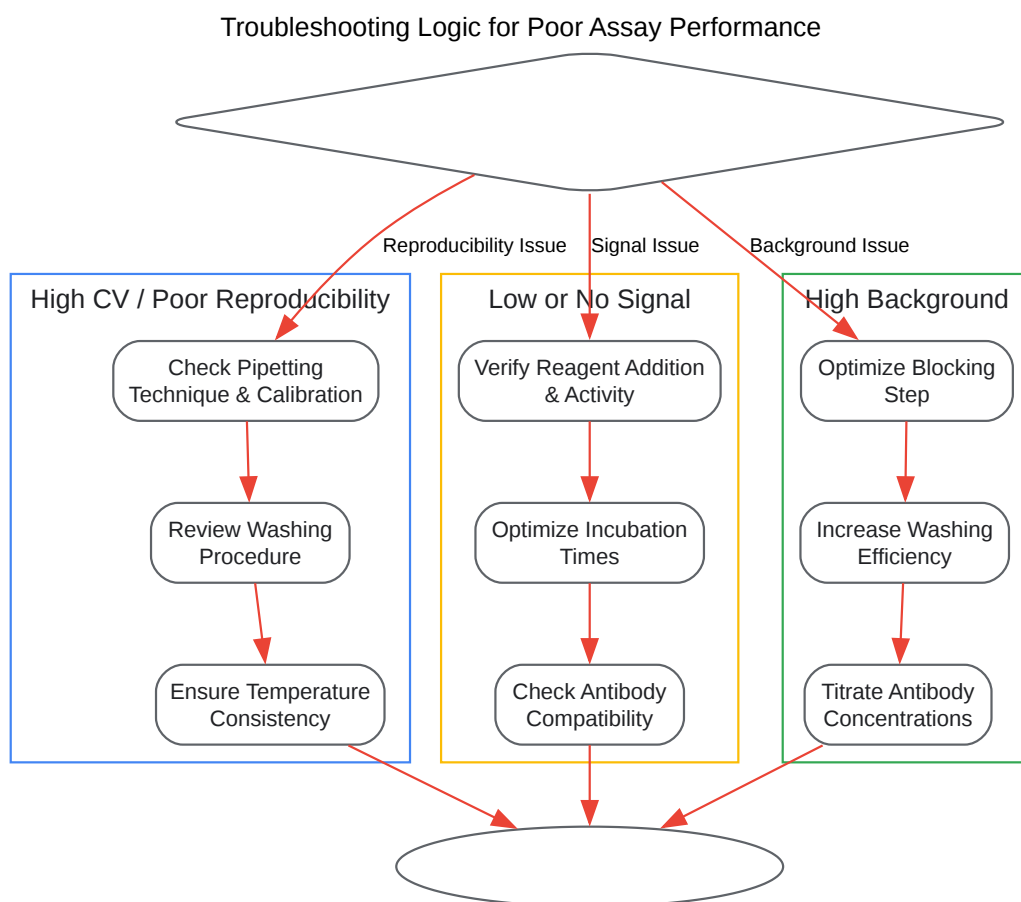 Troubleshooting Logic for Poor Assay Performance
Reproducibility Issue
Signal Issue
Background Issue
High CV / Poor Reproducibility
Check Pipetting
Technique & Calibration
Review Washing
Procedure
Ensure Temperature
Consistency
Low or No Signal
Verify Reagent Addition
& Activity
Optimize Incubation
Times
Check Antibody
Compatibility
High Background
Optimize Blocking
Step
Increase Washing
Efficiency
Titrate Antibody
Concentrations